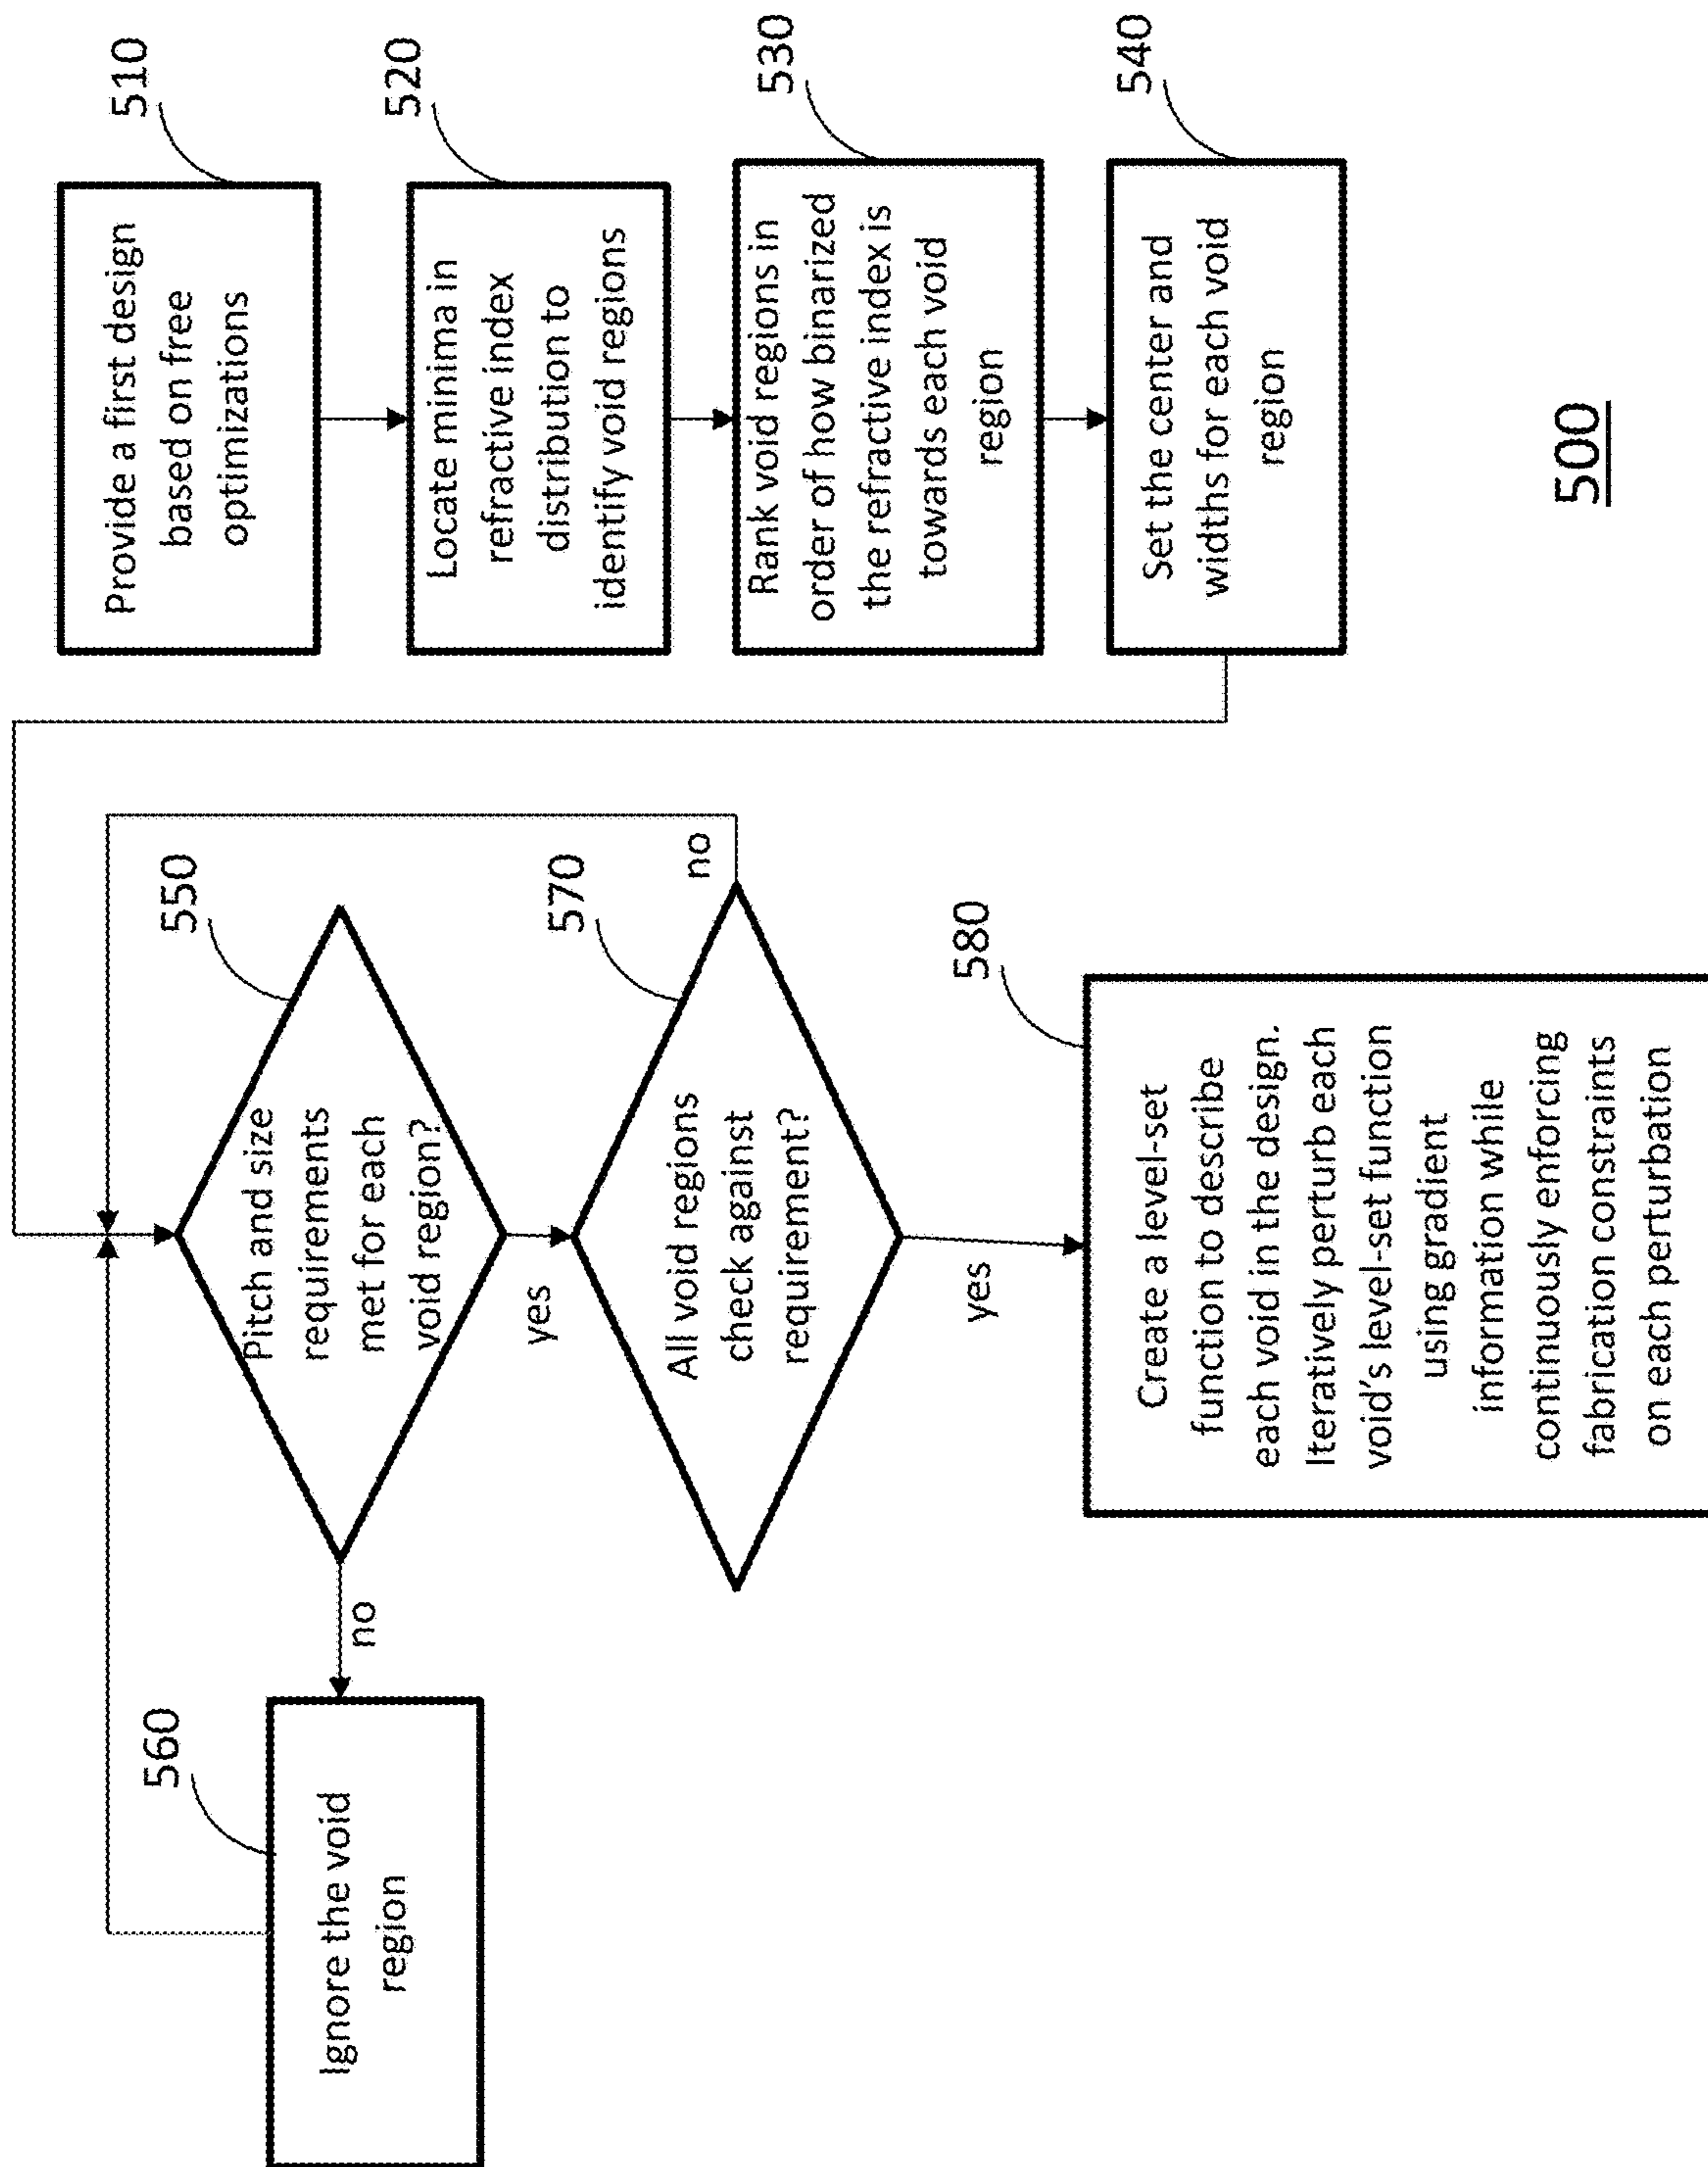 510
Provide a first design
based on free
optimizations
520
Locate minima in
refractive index
distribution to
identify void regions
530
Rank void regions in
order of how binarized
the refractive index is
towards each void
region
540
Set the center and
widths for each void
region
550
Pitch and size
requirements
met for each
void region?
no
yes
560
Ignore the void
region
570
All void regions
check against
requirement?
no
yes
580
Create a level-set
function to describe
each void in the design.
Iteratively perturb each
void's level-set function
using gradient
information while
continuously enforcing
fabrication constraints
on each perturbation
500